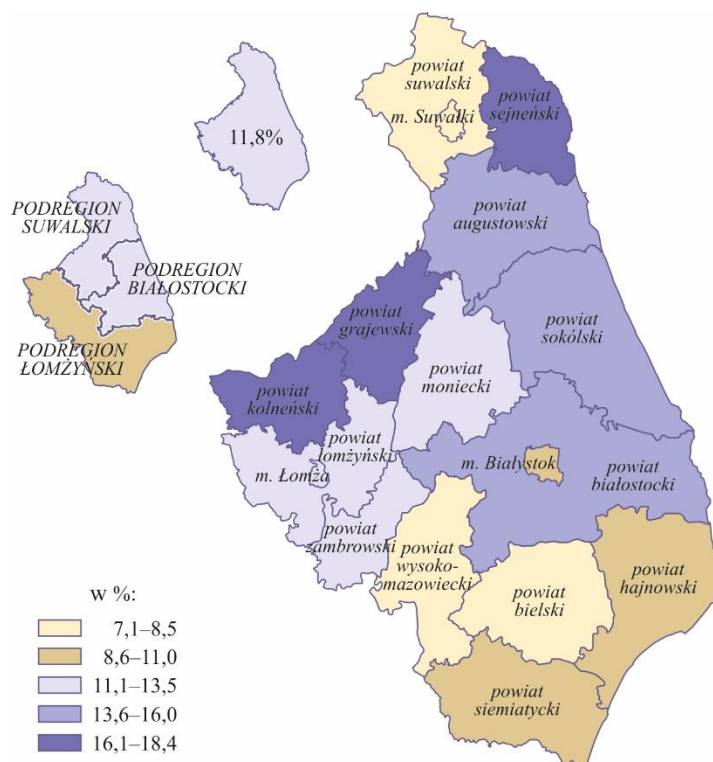 powiat
suwalski
m. Suwałki
powiat
sejneński
11,8%
PODREGION
SUWALSKI
PODREGION
BIAŁOSTOCKI
PODREGION
ŁOMŻYŃSKI
powiat
augustowski
powiat
grajewski
powiat
sokólski
powiat
moniecki
powiat
kolneński
powiat
łomżyński
m. Łomża
m. Białystok
powiat
białostocki
powiat
zambrowski
powiat
wysoko-
mazowiecki
powiat
bielski
powiat
hajnowski
powiat
siemiatycki
w %:
7,1–8,5
8,6–11,0
11,1–13,5
13,6–16,0
16,1–18,4